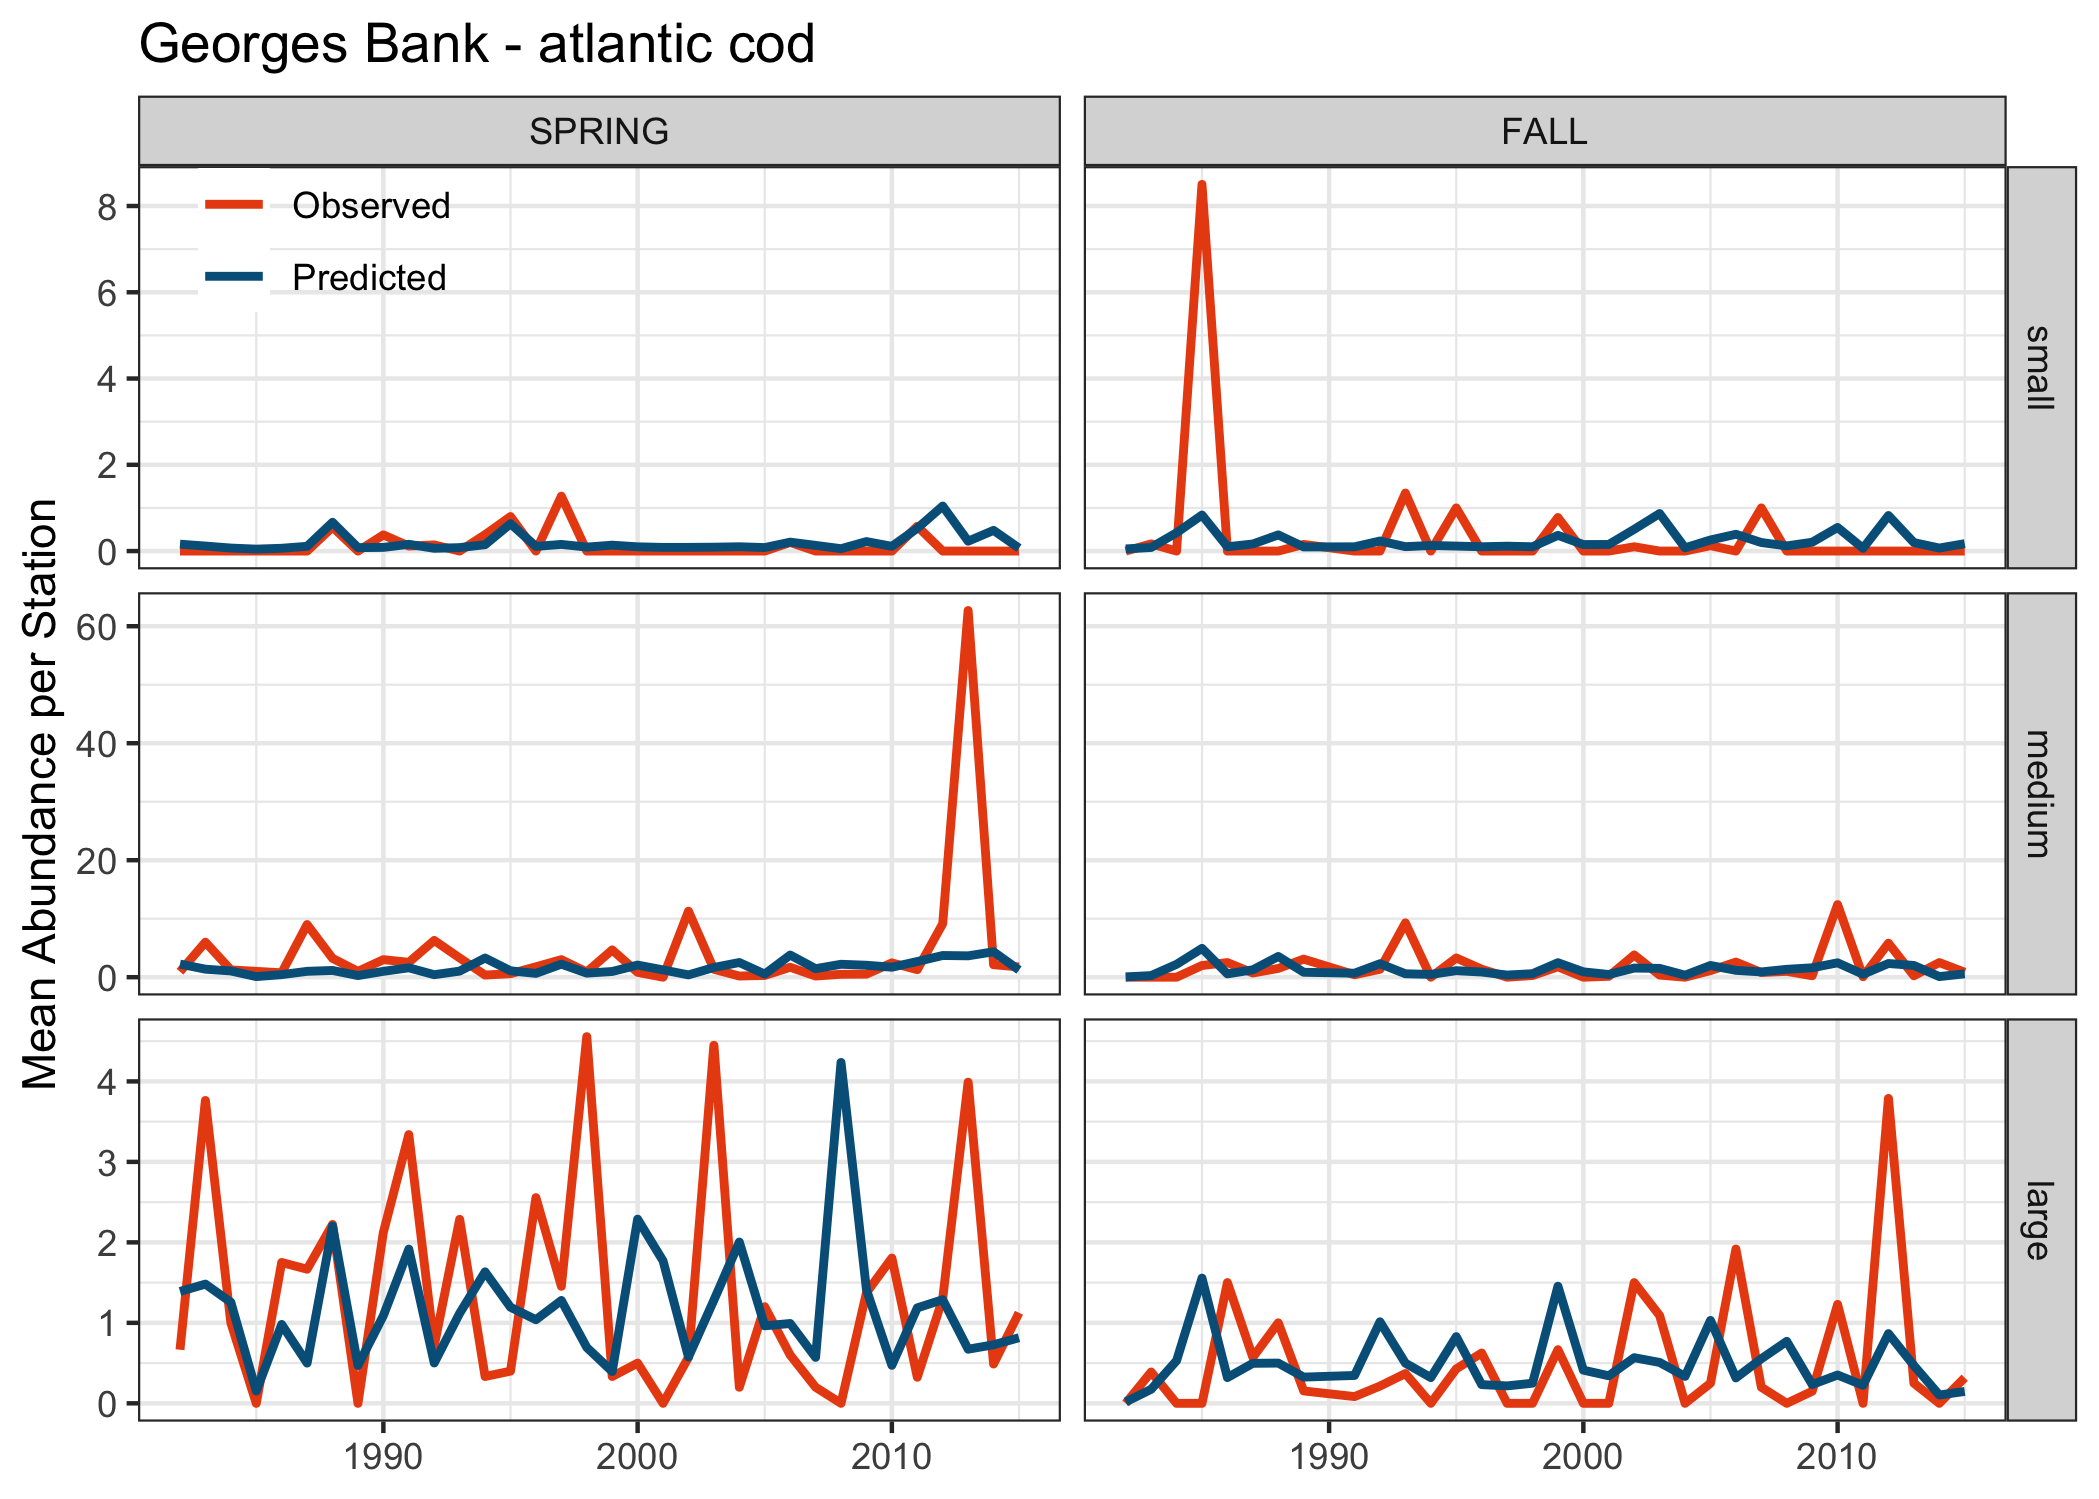 Georges Bank - atlantic cod
SPRING
FALL
Observed
Predicted
8
6
4
2
0
small
Mean Abundance per Station
60
40
20
0
medium
4
3
2
1
0
large
1990
2000
2010
1990
2000
2010